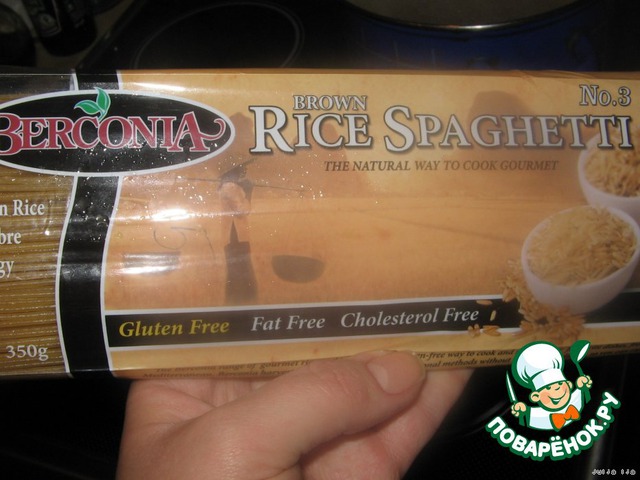 BERCONIA
BROWN
No.3
RICE SPAGHETTI
THE NATURAL WAY TO COOK GOURMET
n Rice
bre
gy
350g
Gluten Free Fat Free Cholesterol Free
ПОВАРЁНОК.РУ